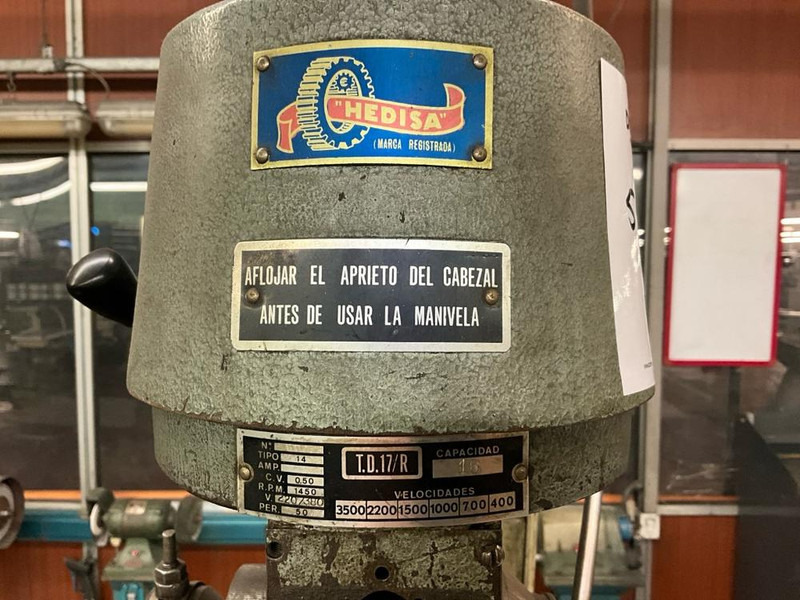 "HEDISA"
(MARCA REGISTRADA)
AFLOJAR EL APRIETO DEL CABEZAL
ANTES DE USAR LA MANIVELA
Nº
TIPO 14
AMP.
C.V. 0.50
R.P.M. 1450
V. 220/380
PER. 50
T.D.17/R
CAPACIDAD
VELOCIDADES
3500 2200 1500 1000 700 400
5